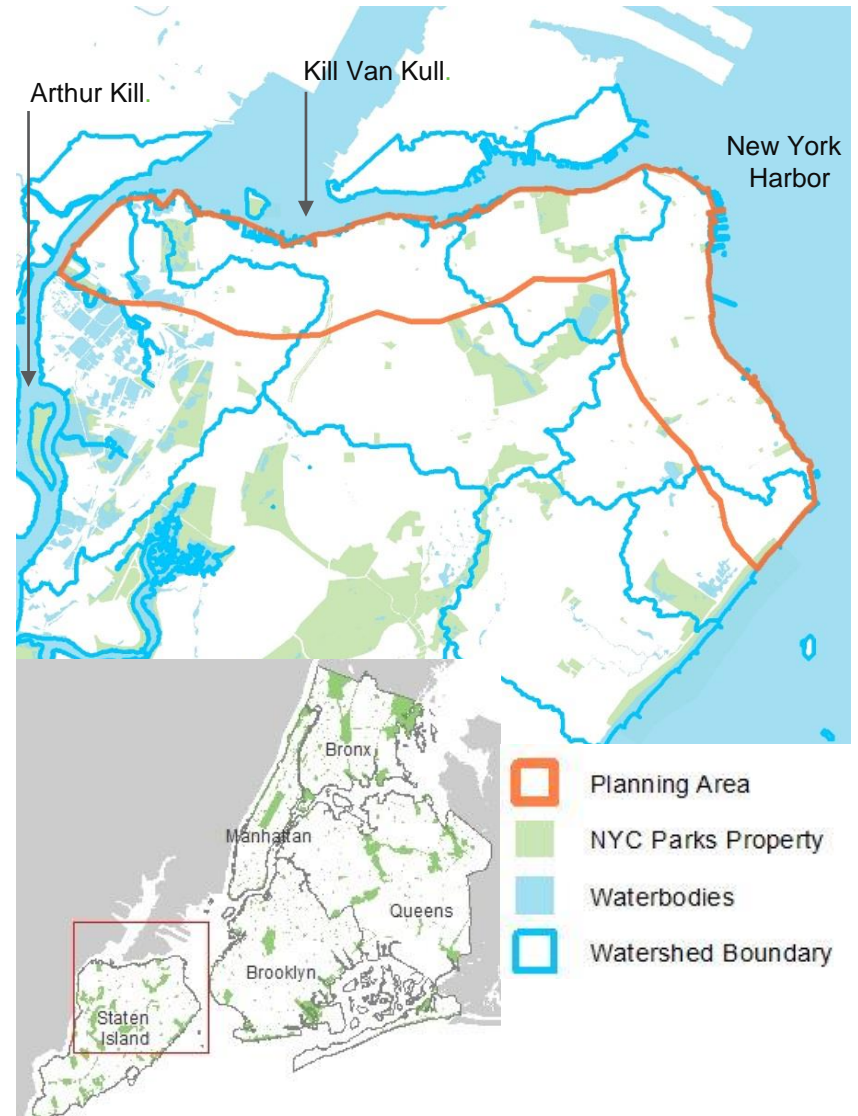 Kill Van Kull.
Arthur Kill.
New York
Harbor
Bronx
Manhattan
Queens
Brooklyn
Staten
Island
Planning Area
NYC Parks Property
Waterbodies
Watershed Boundary